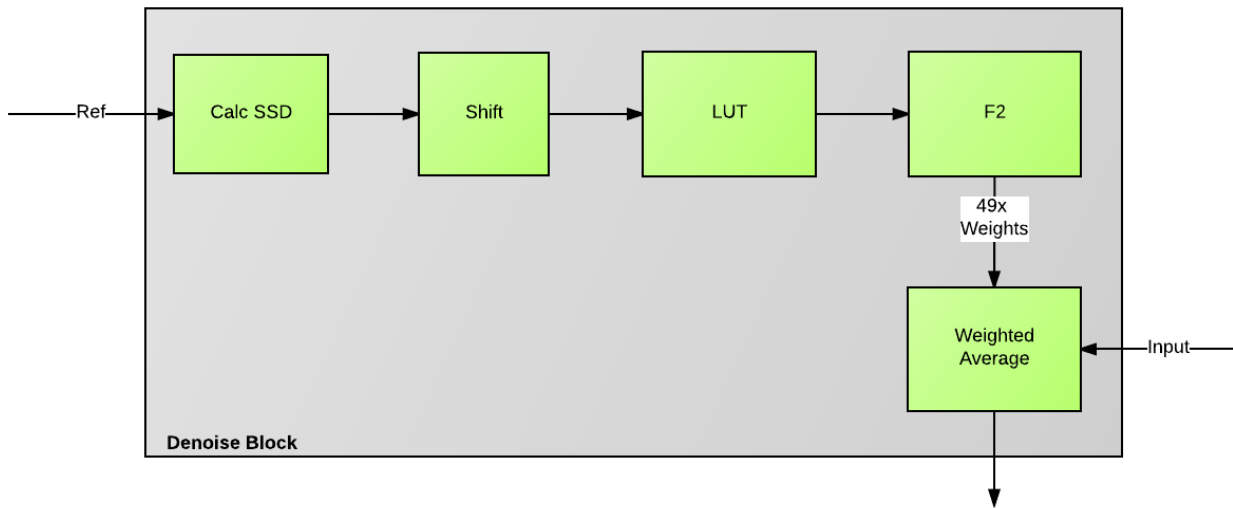 Ref
Calc SSD
Shift
LUT
F2
49x
Weights
Weighted
Average
Input
Denoise Block